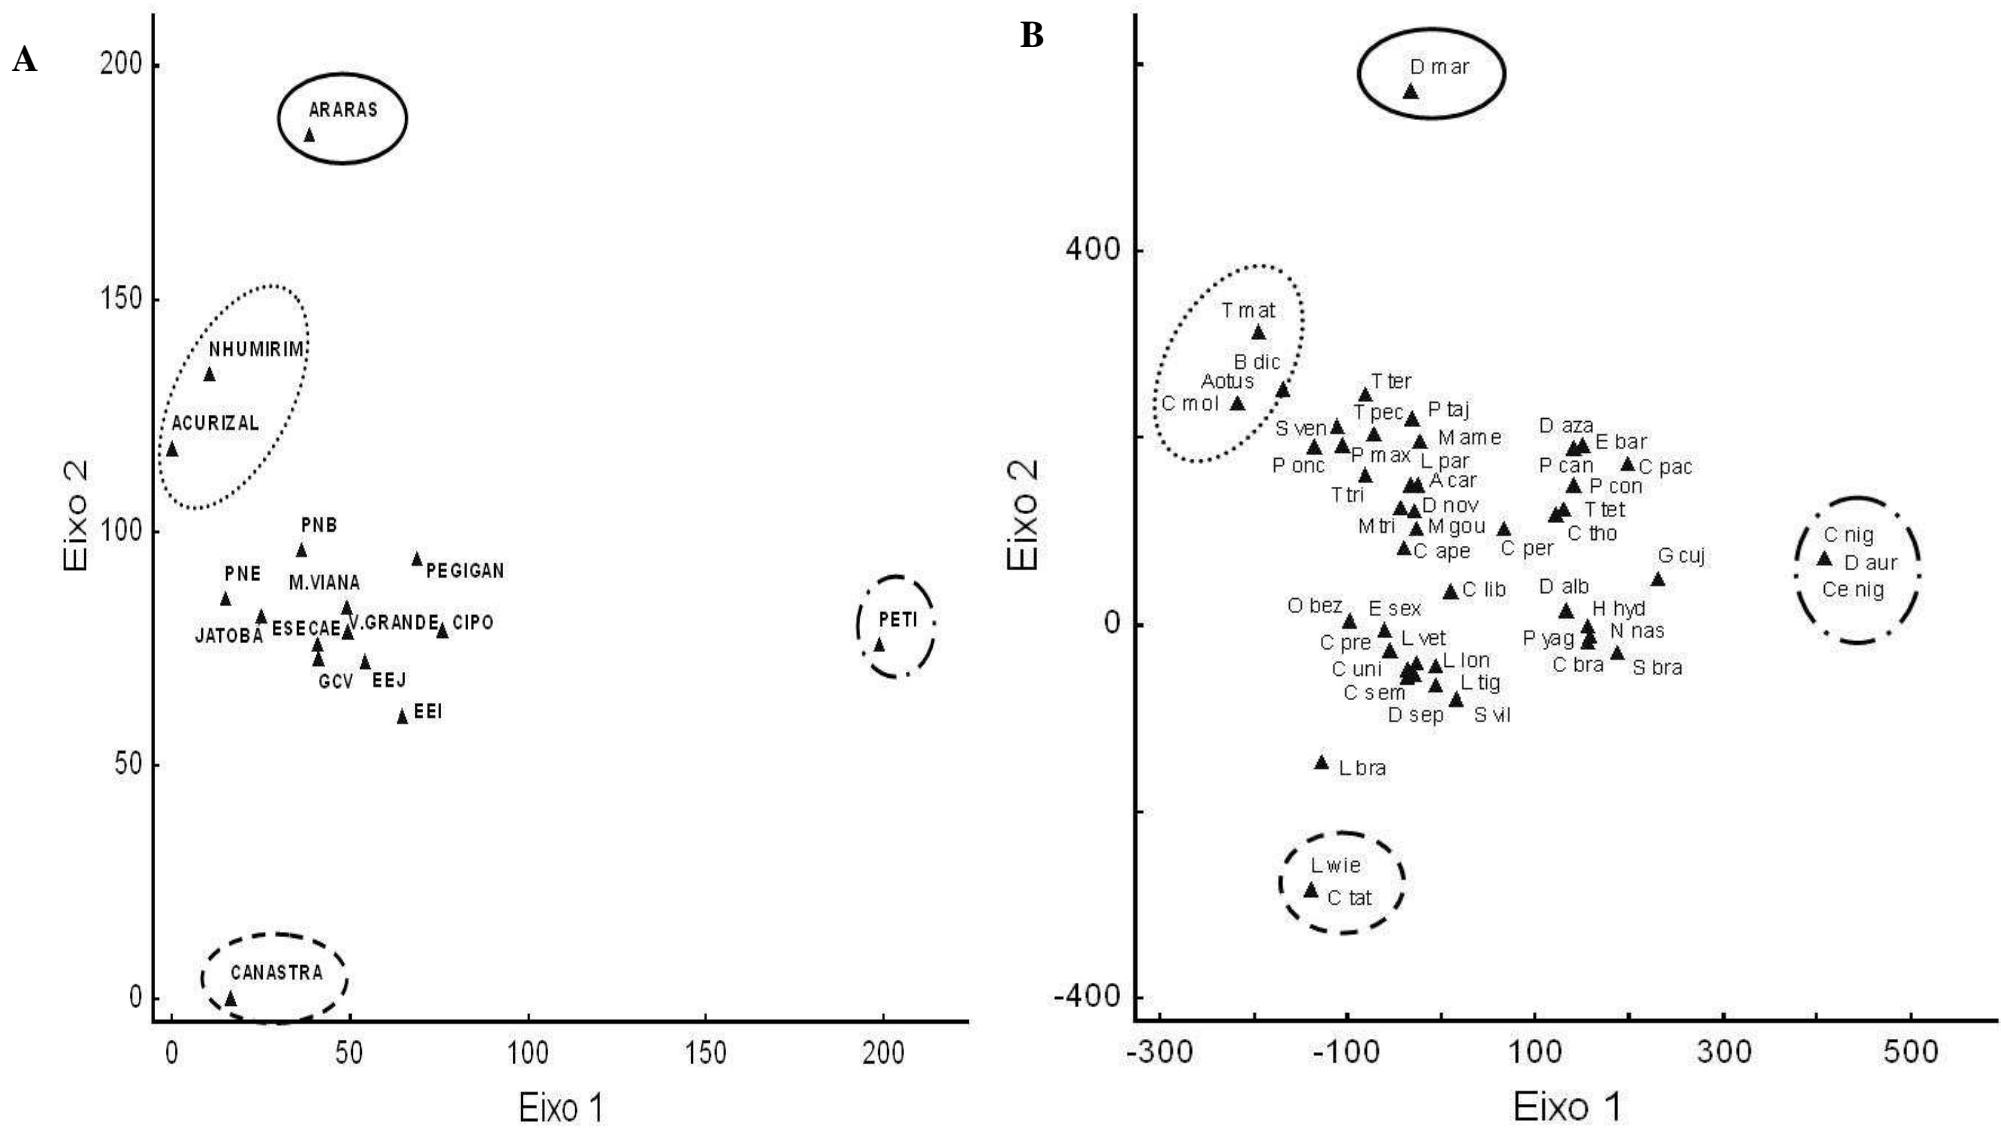 A
200
ARARAS
150
NHUMIRIM
ACURIZAL
Eixo 2
100
PNB
PEGIGAN
PNE
M.VIANA
JATOBA
ESECAE
V.GRANDE
CIPO
PETI
GCV
EEJ
EEI
50
CANASTRA
0
0
50
100
150
200
Eixo 1
B
D mar
400
T mat
B dic
Aotus
C mol
T ter
T pec
P taj
S ven
M ame
P onc
P max
L par
T tri
A car
D nov
M tri
M gou
C ape
C per
D aza
E bar
P can
C pac
P con
T tet
C tho
C nig
D aur
Ce nig
G cuj
Eixo 2
0
C lib
O bez
E sex
D alb
H hyd
C pre
L vet
P yag
N nas
C uni
L lon
C bra
S bra
C sem
L tig
D sep
S vil
L bra
L wie
C tat
-400
-300
-100
100
300
500
Eixo 1